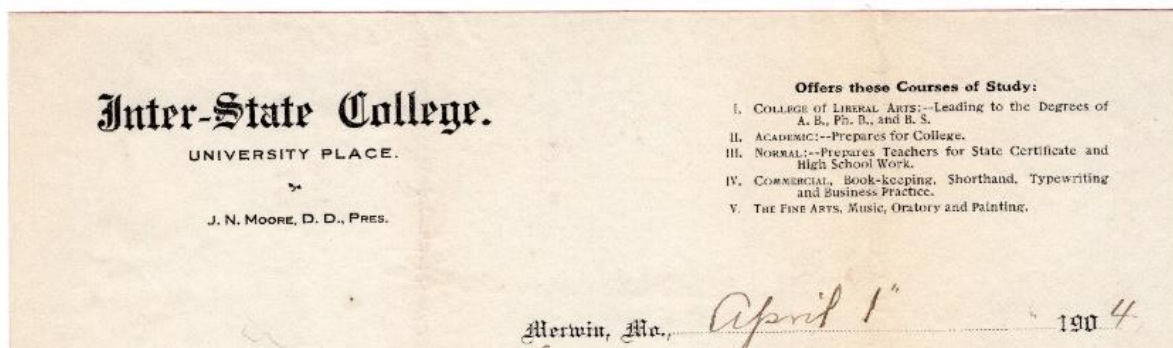 Inter-State College.
UNIVERSITY PLACE.
J. N. MOORE, D. D., PRES.
Offers these Courses of Study:
I. COLLEGE OF LIBERAL ARTS:--Leading to the Degrees of
A. B., Ph. B., and B. S.
II. ACADEMIC:--Prepares for College.
III. NORMAL:--Prepares Teachers for State Certificate and
High School Work.
IV. COMMERCIAL, Book-keeping, Shorthand, Typewriting
and Business Practice.
V. THE FINE ARTS, Music, Oratory and Painting.
Merwin, Mo., April 1" 1904